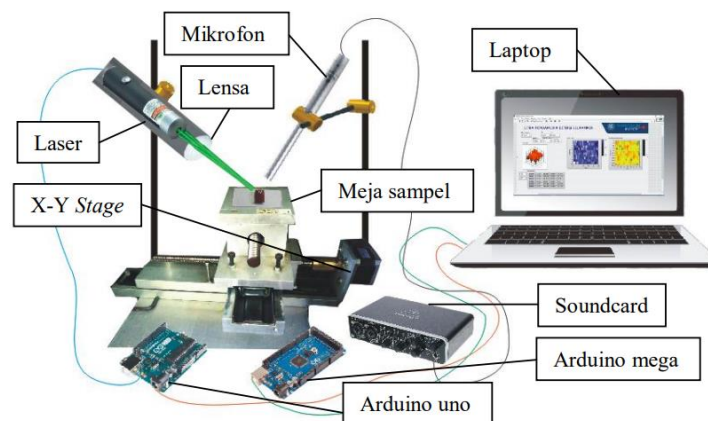 Mikrofon
Laptop
Lensa
Laser
Meja sampel
X-Y Stage
Soundcard
Arduino mega
Arduino uno